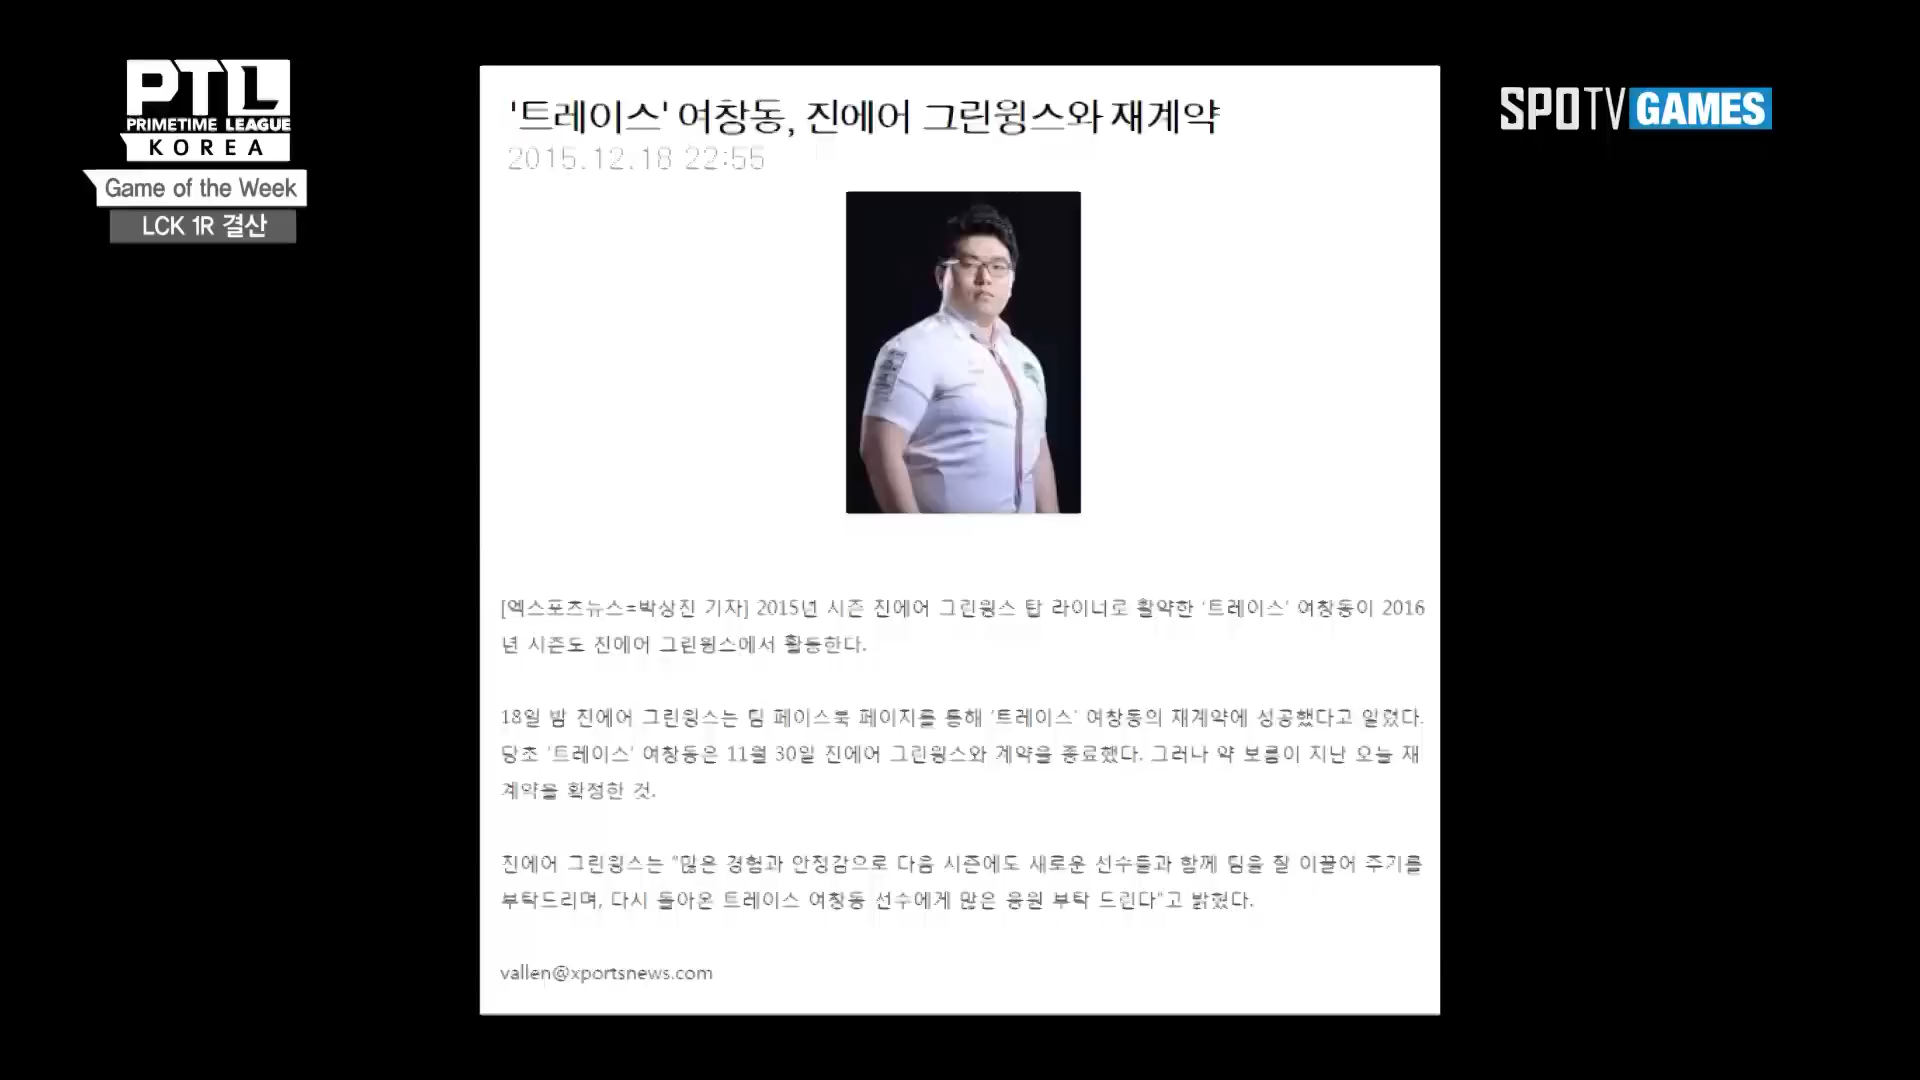 PTL
PRIMETIME LEAGUE
KOREA
Game of the Week
LCK 1R 결산
SPOTV GAMES
'트레이스' 여창동, 진에어 그린윙스와 재계약
2015.12.18 22:55
[엑스포츠뉴스=박상진 기자] 2015년 시즌 진에어 그린윙스 탑 라이너로 활약한 '트레이스' 여창동이 2016
년 시즌도 진에어 그린윙스에서 활동한다.
18일 밤 진에어 그린윙스는 팀 페이스북 페이지를 통해 '트레이스' 여창동의 재계약에 성공했다고 알렸다.
당초 '트레이스' 여창동은 11월 30일 진에어 그린윙스와 계약을 종료했다. 그러나 약 보름이 지난 오늘 재
계약을 확정한 것.
진에어 그린윙스는 "많은 경험과 안정감으로 다음 시즌에도 새로운 선수들과 함께 팀을 잘 이끌어 주기를
부탁드리며, 다시 돌아온 트레이스 여창동 선수에게 많은 응원 부탁 드린다"고 밝혔다.
vallen@xportsnews.com